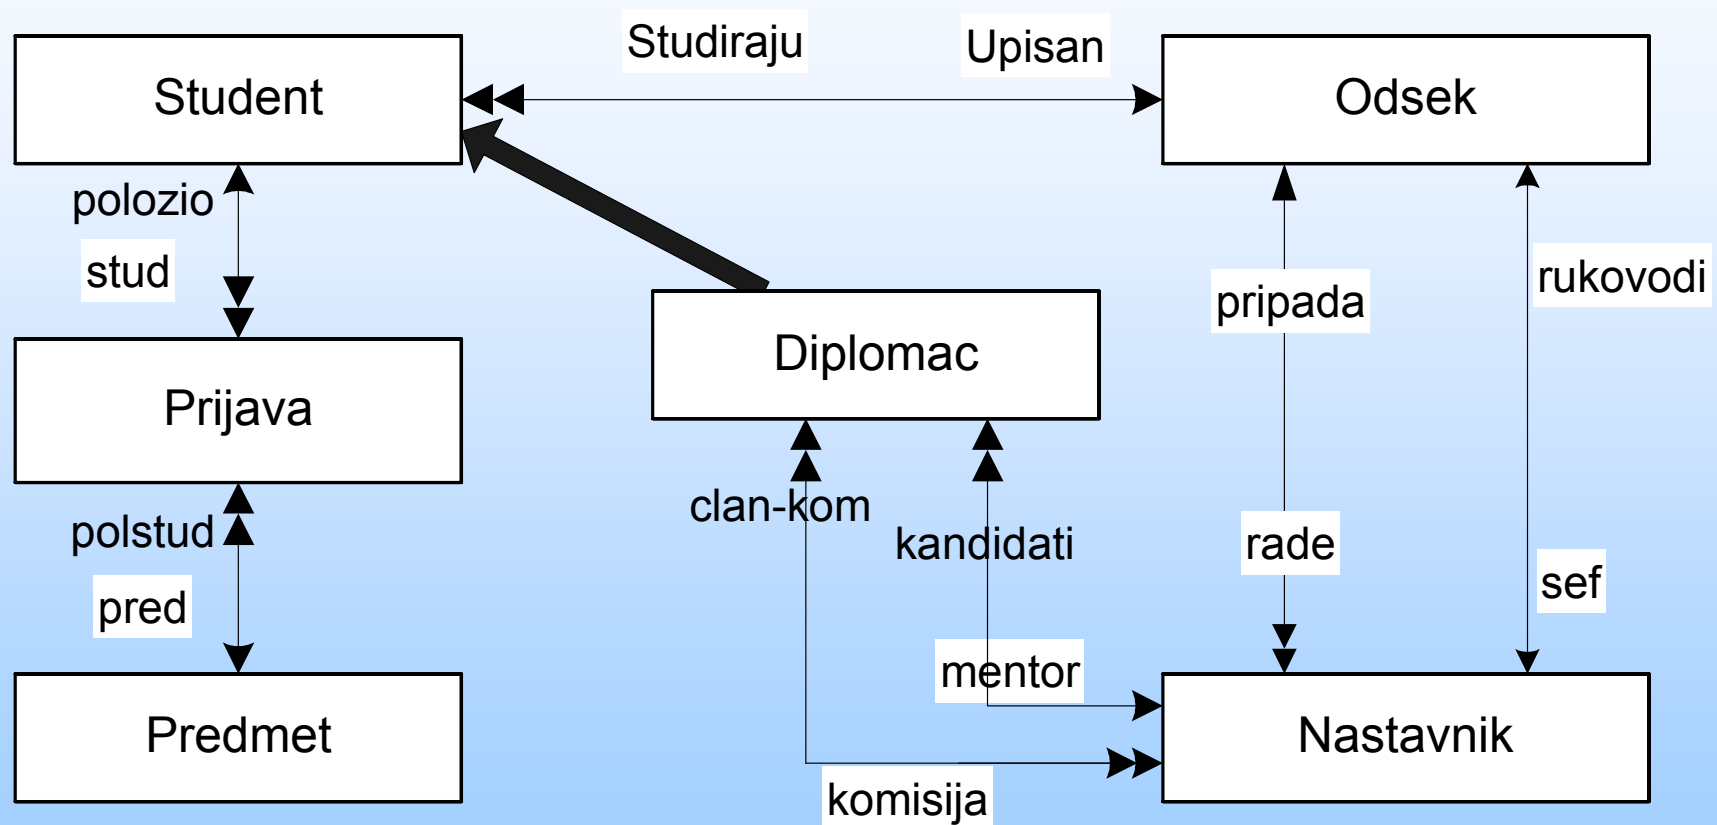 Studiraju
Upisan
Student
Odsek
polozio
stud
rukovodi
pripada
Diplomac
Prijava
clan-kom
polstud
kandidati
rade
pred
sef
mentor
Predmet
Nastavnik
komisija